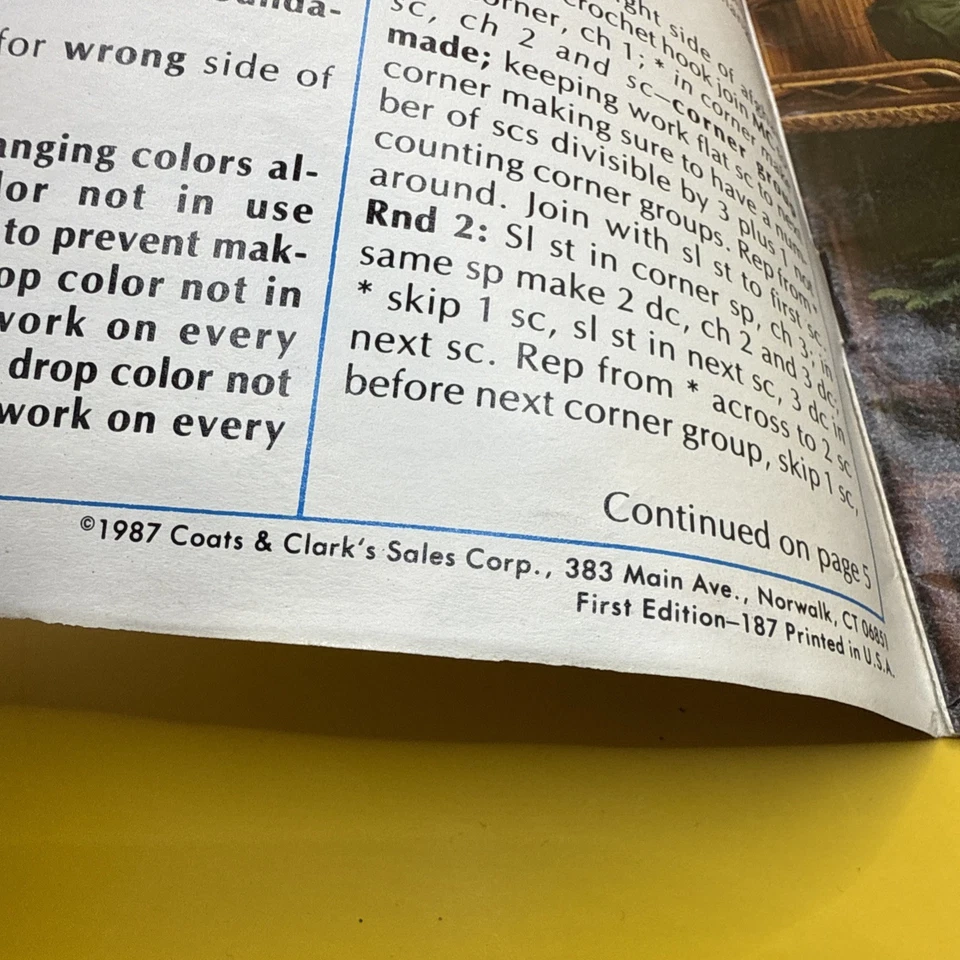 for wrong side of
anging colors al-
lor not in use
to prevent mak-
op color not in
work on every
drop color not
work on every
ght side of
crochet hook, join
orner, ch 1; * in corner
sc, ch 2 and sc—corner
made; keeping work flat sc to next
corner making sure to have a num-
ber of scs divisible by 3 plus 1 not
counting corner groups. Rep from *
around. Join with sl st to first sc.
Rnd 2: Sl st in corner sp, ch 3; in
same sp make 2 dc, ch 2 and 3 dc;
* skip 1 sc, sl st in next sc, 3 dc in
next sc. Rep from * across to 2 sc
before next corner group, skip 1 sc,
Continued on page 5
©1987 Coats & Clark's Sales Corp., 383 Main Ave., Norwalk, CT 06851
First Edition—187 Printed in U.S.A.